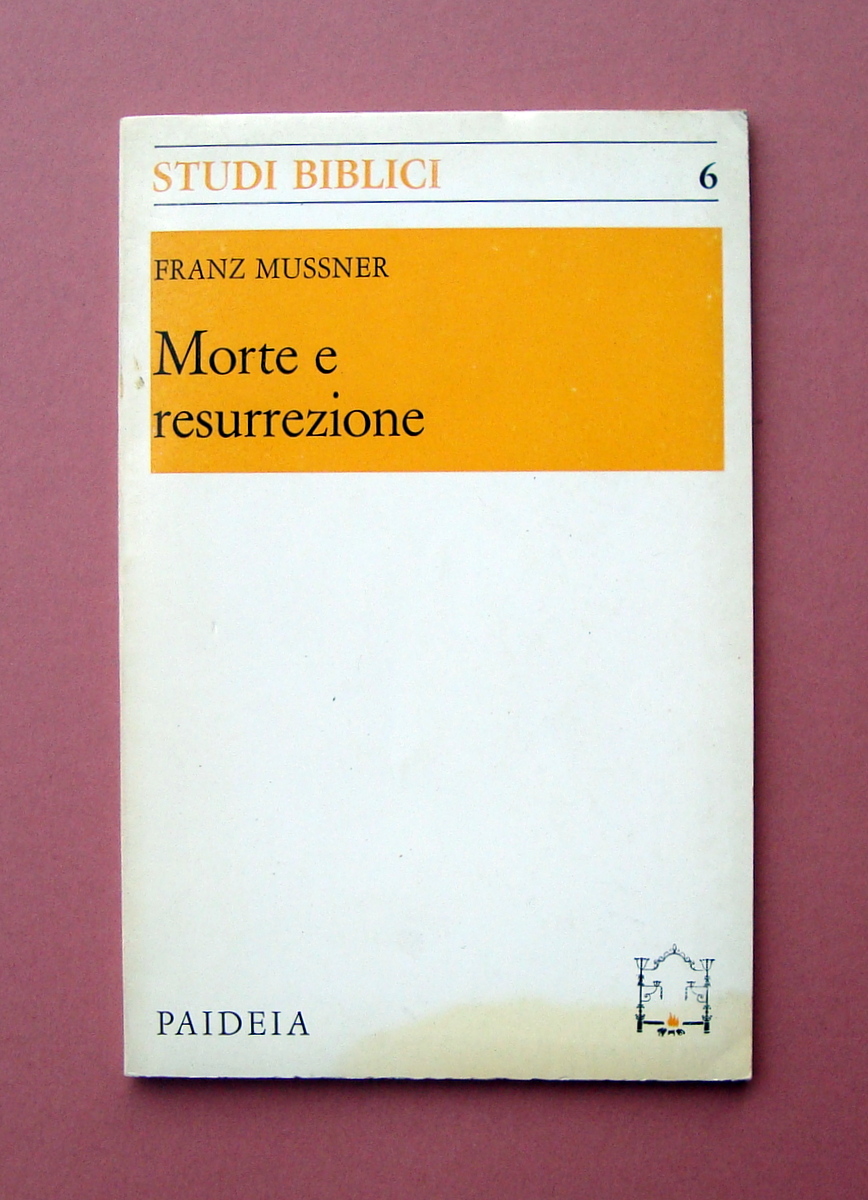 STUDI BIBLICI 6
FRANZ MUSSNER
Morte e
resurrezione
PAIDEIA